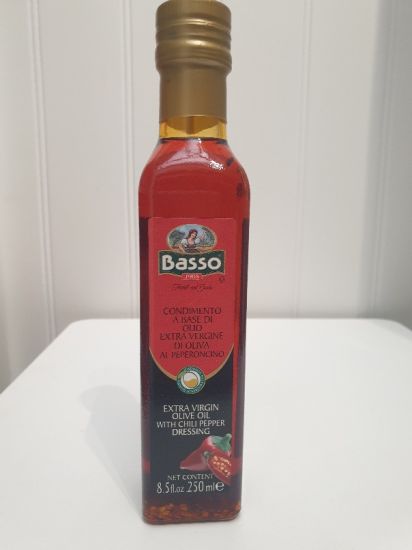 Basso
1904
CONDIMENTO
A BASE DI
OLIO
EXTRA VERGINE
DI OLIVA
AL PEPERONCINO
EXTRA VIRGIN
OLIVE OIL
WITH CHILI PEPPER
DRESSING
NET CONTENT
8.5fl.oz 250 ml e